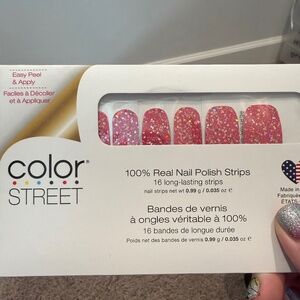 Easy Peel
& Apply
Faciles à Décoller
et à Appliquer
color®
STREET
100% Real Nail Polish Strips
16 long-lasting strips
nail strips net wt 0.99 g / 0.035 oz ℮
Bandes de vernis
à ongles véritable à 100%
16 bandes de longue durée
Poids net des bandes de vernis 0.99 g / 0.035 oz ℮
Made in
Fabriqué
ÉTATS